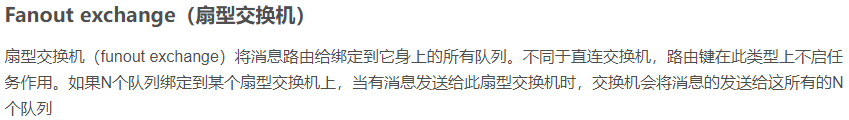 Fanout exchange（扇型交换机）
扇型交换机（funout exchange）将消息路由给绑定到它身上的所有队列。不同于直连交换机，路由键在此类型上不启任
务作用。如果N个队列绑定到某个扇型交换机上，当有消息发送给此扇型交换机时，交换机会将消息的发送给这所有的N
个队列